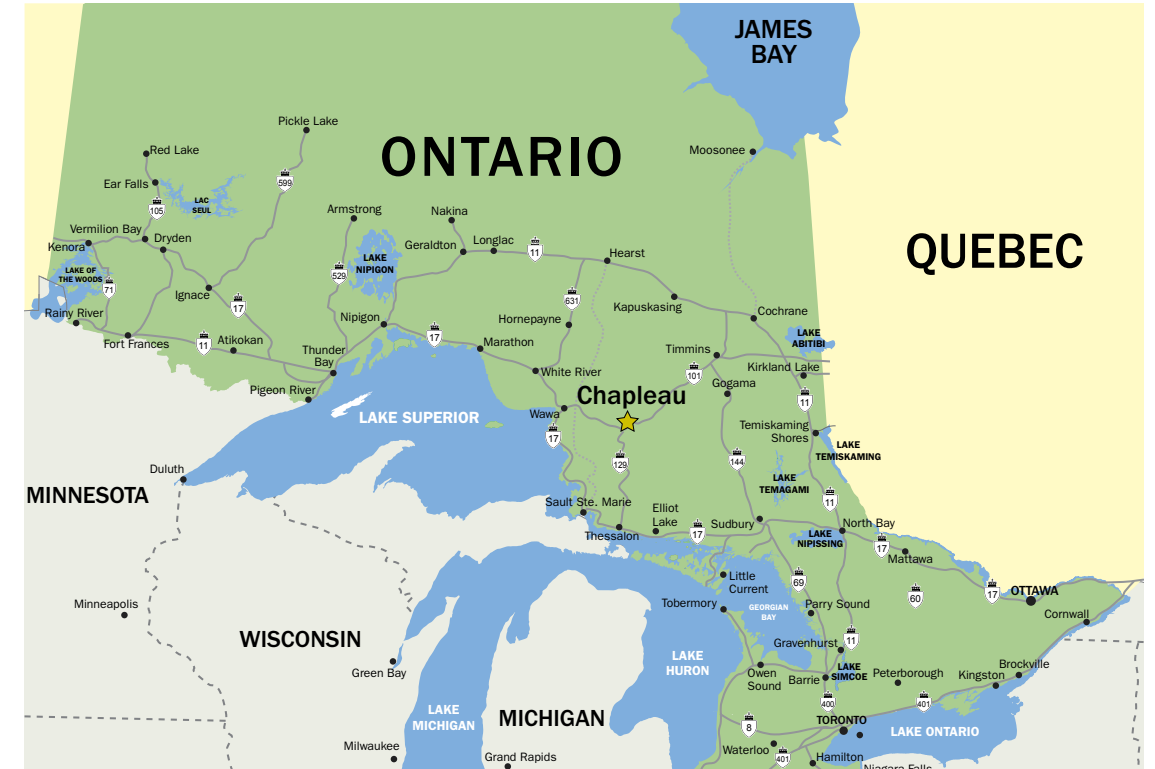 JAMES
BAY
Pickle Lake
ONTARIO
Red Lake
Moosonee
Ear Falls
599
LAC
SEUL
105
Armstrong
Nakina
Vermilion Bay
Dryden
Kenora
Geraldton
Longlac
11
Hearst
QUEBEC
LAKE
NIPIGON
LAKE OF
THE WOODS
529
71
Ignace
17
631
Kapuskasing
Cochrane
Rainy River
Nipigon
Hornepayne
LAKE
ABITIBI
Fort Frances
11
Atikokan
17
Marathon
Thunder
Bay
Timmins
Kirkland Lake
White River
101
Gogama
Pigeon River
Chapleau
11
LAKE SUPERIOR
Wawa
17
Temiskaming
Shores
LAKE
TEMISKAMING
129
144
Duluth
MINNESOTA
LAKE
TEMAGAMI
11
Sault Ste. Marie
Elliot
Lake
Sudbury
North Bay
Thessalon
17
LAKE
NIPISSING
17
Mattawa
Little
Current
69
60
17
OTTAWA
Minneapolis
Tobermory
GEORGIAN
BAY
Parry Sound
Cornwall
WISCONSIN
Gravenhurst
11
LAKE
HURON
Green Bay
Owen
Sound
Barrie
LAKE
SIMCOE
Peterborough
Kingston
Brockville
400
401
LAKE
MICHIGAN
MICHIGAN
8
TORONTO
LAKE ONTARIO
Milwaukee
Waterloo
401
Grand Rapids
Hamilton
Niagara Falls